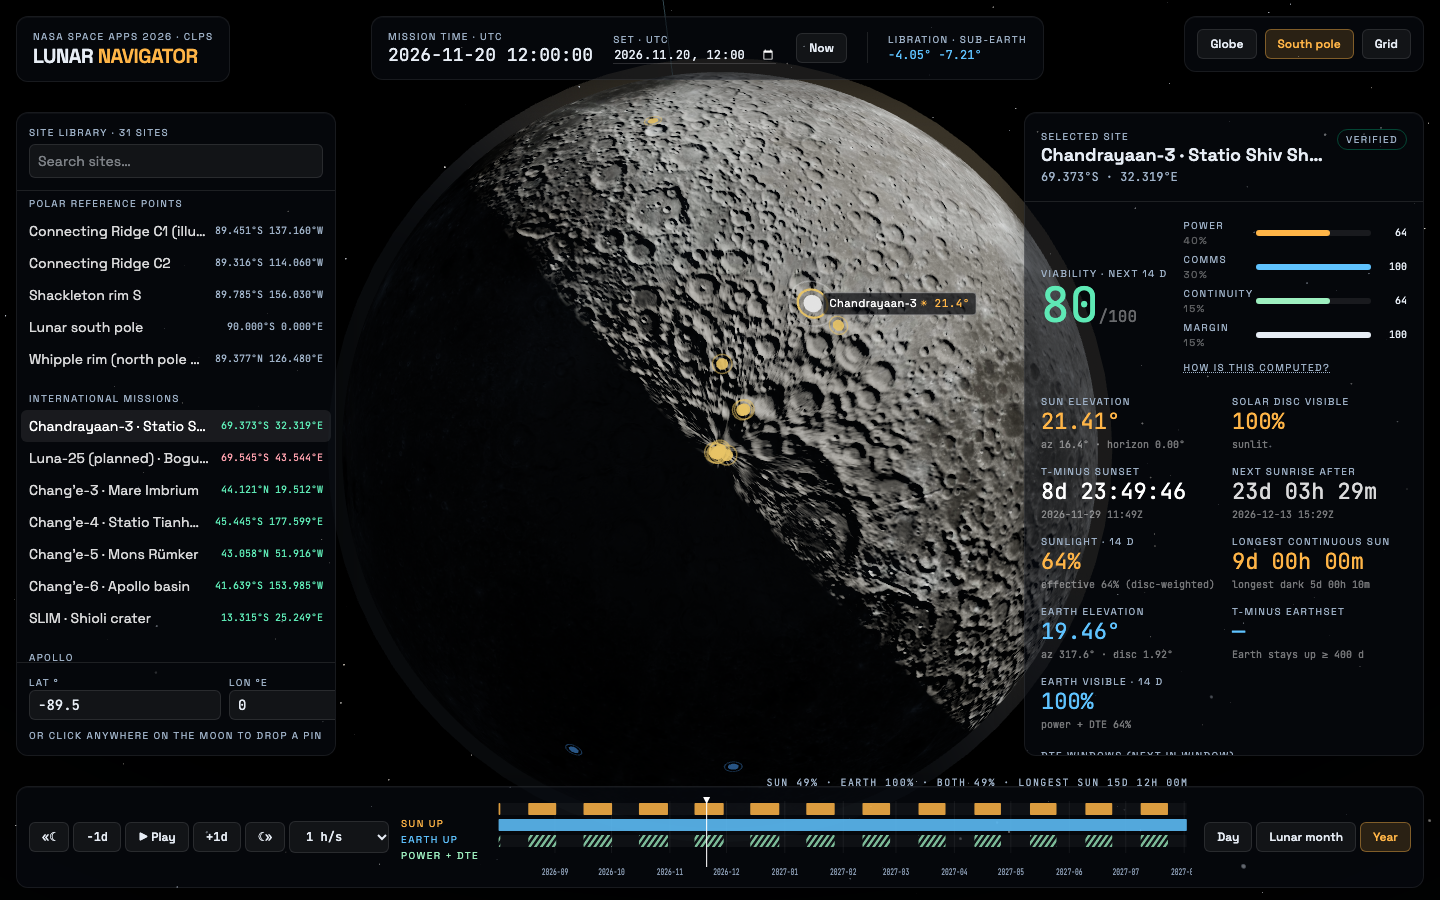 NASA SPACE APPS 2026 · CLPS
LUNAR NAVIGATOR
MISSION TIME · UTC
2026-11-20 12:00:00
SET · UTC
2026.11.20, 12:00
Now
LIBRATION · SUB-EARTH
-4.05° -7.21°
Globe
South pole
Grid
SITE LIBRARY · 31 SITES
Search sites…
POLAR REFERENCE POINTS
Connecting Ridge C1 (illu… 89.451°S 137.160°W
Connecting Ridge C2 89.316°S 114.060°W
Shackleton rim S 89.785°S 156.030°W
Lunar south pole 90.000°S 0.000°E
Whipple rim (north pole … 89.377°N 126.480°E
INTERNATIONAL MISSIONS
Chandrayaan-3 · Statio S… 69.373°S 32.319°E
Luna-25 (planned) · Bogu… 69.545°S 43.544°E
Chang'e-3 · Mare Imbrium 44.121°N 19.512°W
Chang'e-4 · Statio Tianh… 45.445°S 177.599°E
Chang'e-5 · Mons Rümker 43.058°N 51.916°W
Chang'e-6 · Apollo basin 41.639°S 153.985°W
SLIM · Shioli crater 13.315°S 25.249°E
APOLLO
LAT ° LON °E
-89.5 0
OR CLICK ANYWHERE ON THE MOON TO DROP A PIN
Chandrayaan-3 ☀ 21.4°
SELECTED SITE
VERIFIED
Chandrayaan-3 · Statio Shiv Sh…
69.373°S · 32.319°E
VIABILITY · NEXT 14 D
80/100
POWER 40% 64
COMMS 30% 100
CONTINUITY 15% 64
MARGIN 15% 100
HOW IS THIS COMPUTED?
SUN ELEVATION
21.41°
az 16.4° · horizon 0.00°
SOLAR DISC VISIBLE
100%
sunlit
T-MINUS SUNSET
8d 23:49:46
2026-11-29 11:49Z
NEXT SUNRISE AFTER
23d 03h 29m
2026-12-13 15:29Z
SUNLIGHT · 14 D
64%
effective 64% (disc-weighted)
LONGEST CONTINUOUS SUN
9d 00h 00m
longest dark 5d 00h 10m
EARTH ELEVATION
19.46°
az 317.6° · disc 1.92°
T-MINUS EARTHSET
—
Earth stays up ≥ 400 d
EARTH VISIBLE · 14 D
100%
power + DTE 64%
DTE WINDOWS (NEXT IN WINDOW)
SUN 49% · EARTH 100% · BOTH 49% · LONGEST SUN 15D 12H 00M
«☾
-1d
▶ Play
+1d
☾»
1 h/s
SUN UP
EARTH UP
POWER + DTE
2026-09 2026-10 2026-11 2026-12 2027-01 2027-02 2027-03 2027-04 2027-05 2027-06 2027-07 2027-0
Day
Lunar month
Year